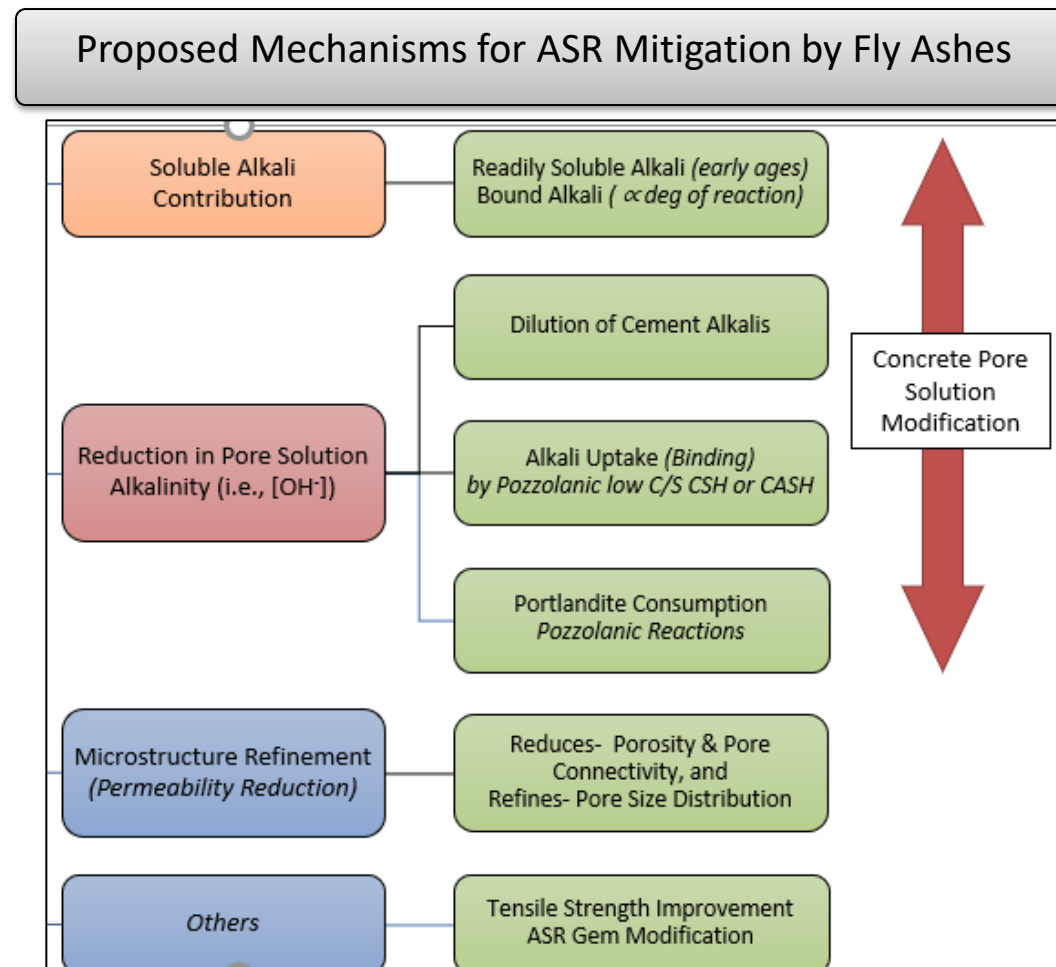 Proposed Mechanisms for ASR Mitigation by Fly Ashes
Soluble Alkali
Contribution
Readily Soluble Alkali (early ages)
Bound Alkali ( ∝deg of reaction)
Dilution of Cement Alkalis
Concrete Pore
Solution
Modification
Reduction in Pore Solution
Alkalinity (i.e., [OH-])
Alkali Uptake (Binding)
by Pozzolanic low C/S CSH or CASH
Portlandite Consumption
Pozzolanic Reactions
Microstructure Refinement
(Permeability Reduction)
Reduces- Porosity & Pore
Connectivity, and
Refines- Pore Size Distribution
Others
Tensile Strength Improvement
ASR Gem Modification